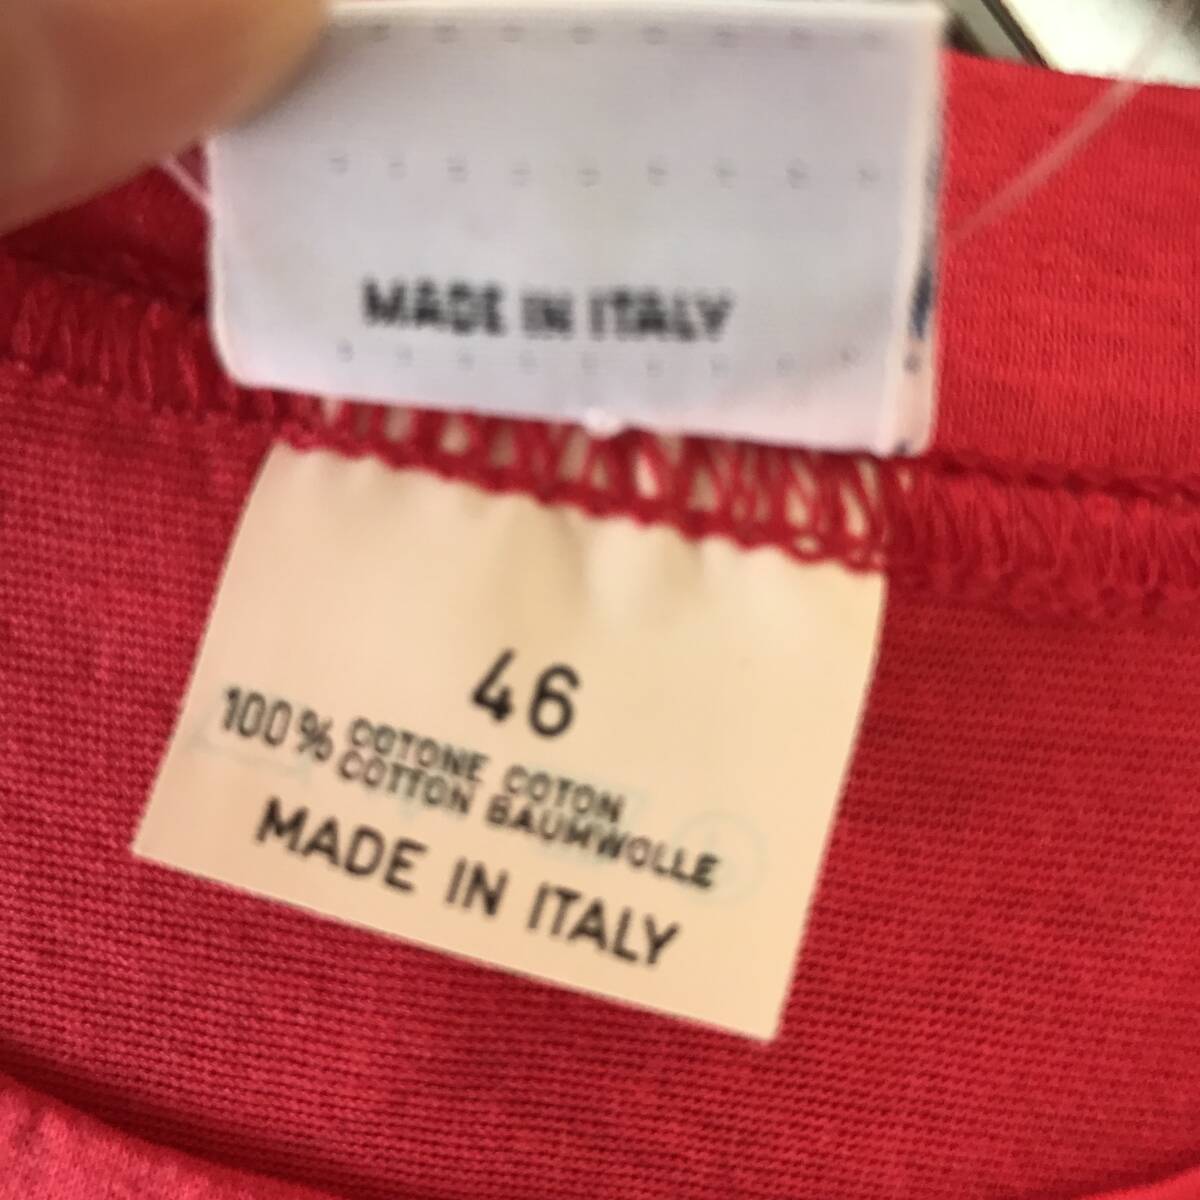 MADE IN ITALY
46
100% COTONE COTON
COTTON BAUMWOLLE
MADE IN ITALY